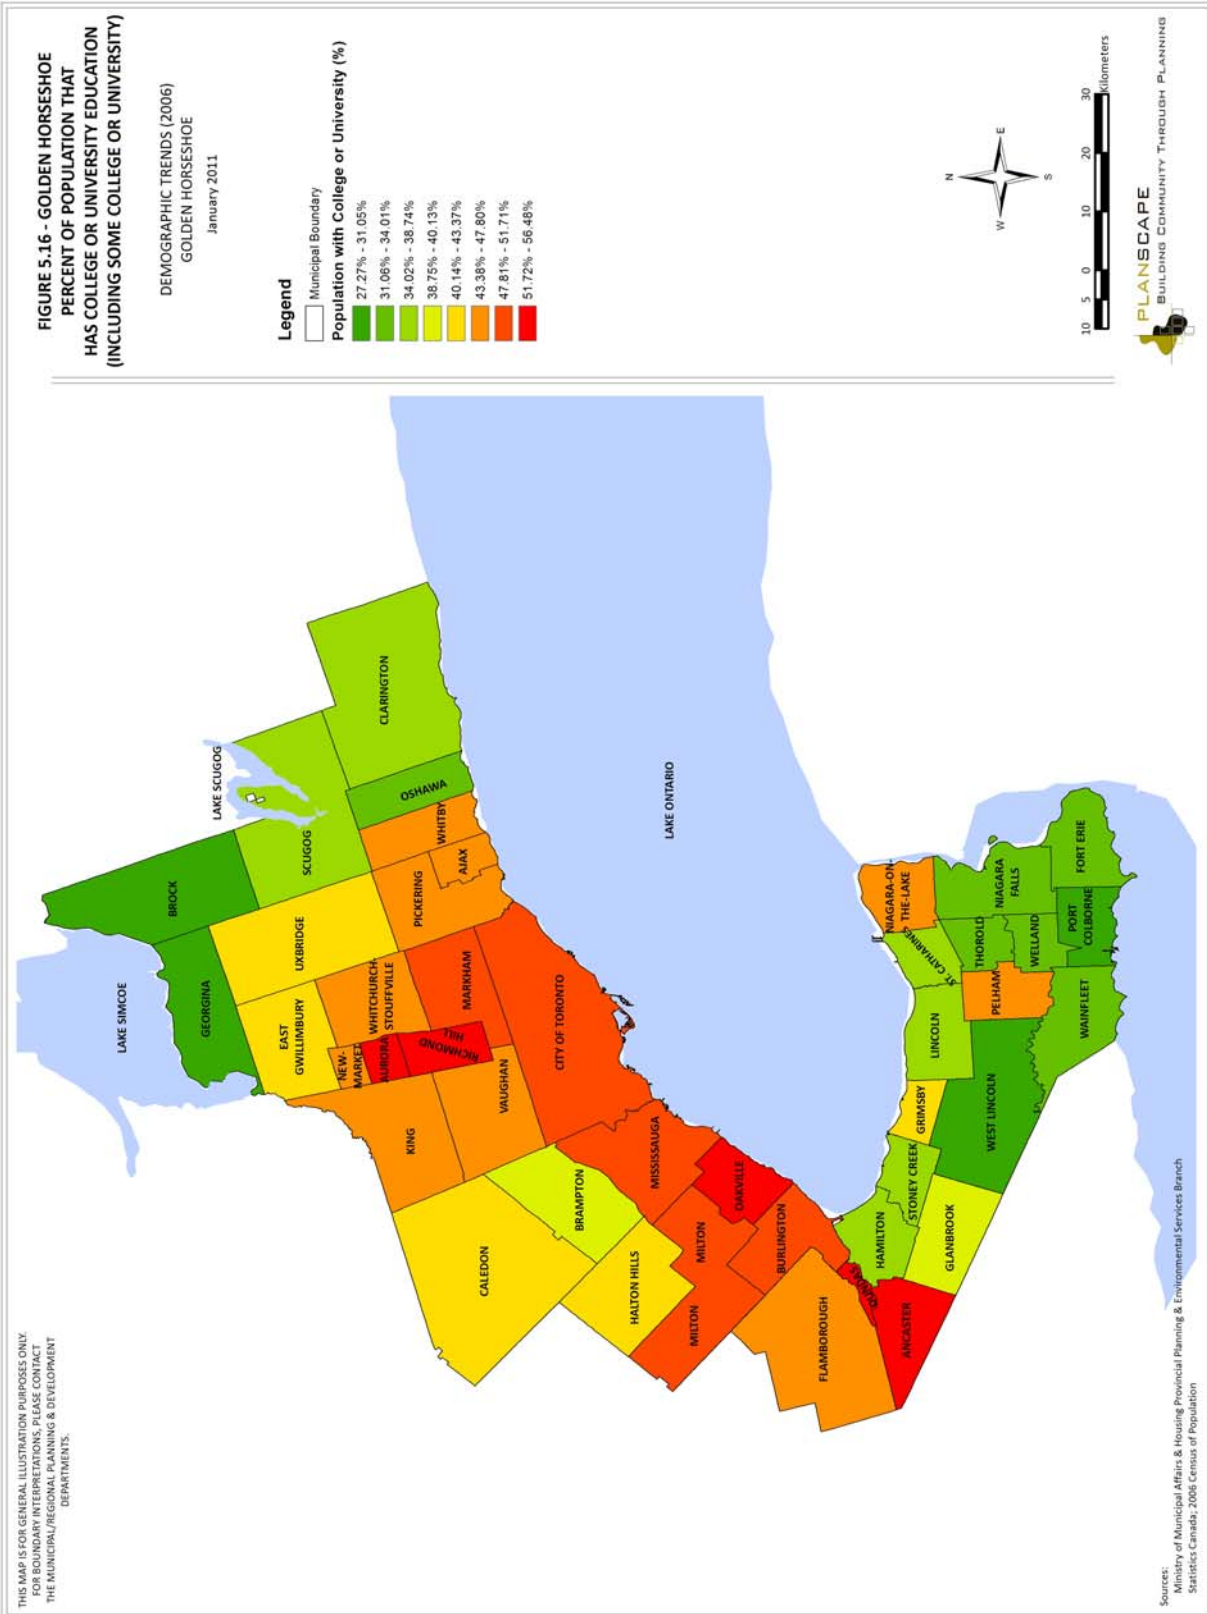 THIS MAP IS FOR GENERAL ILLUSTRATION PURPOSES ONLY.
FOR BOUNDARY INTERPRETATIONS, PLEASE CONTACT
THE MUNICIPAL/REGIONAL PLANNING & DEVELOPMENT
DEPARTMENTS.
FIGURE 5.16 - GOLDEN HORSESHOE
PERCENT OF POPULATION THAT
HAS COLLEGE OR UNIVERSITY EDUCATION
(INCLUDING SOME COLLEGE OR UNIVERSITY)
DEMOGRAPHIC TRENDS (2006)
GOLDEN HORSESHOE
January 2011
Legend
Municipal Boundary
Population with College or University (%)
27.27% - 31.05%
31.06% - 34.01%
34.02% - 38.74%
38.75% - 40.13%
40.14% - 43.37%
43.38% - 47.80%
47.81% - 51.71%
51.72% - 56.48%
N
W
E
S
10
5
0
10
20
30
Kilometers
PLANSCAPE
BUILDING COMMUNITY THROUGH PLANNING
LAKE SIMCOE
LAKE SCUGOG
BROCK
GEORGINA
SCUGOG
UXBRIDGE
EAST
GWILLIMBURY
CLARINGTON
OSHAWA
WHITBY
AJAX
PICKERING
WHITCHURCH-
STOUFFVILLE
NEW-
MARKET
AURORA
RICHMOND
HILL
MARKHAM
KING
VAUGHAN
CITY OF TORONTO
CALEDON
BRAMPTON
MISSISSAUGA
HALTON HILLS
MILTON
MILTON
OAKVILLE
BURLINGTON
FLAMBOROUGH
DUNDAS
ANCASTER
HAMILTON
STONEY CREEK
GLANBROOK
GRIMSBY
WEST LINCOLN
LINCOLN
ST. CATHARINES
NIAGARA-ON-
THE-LAKE
PELHAM
THOROLD
NIAGARA
FALLS
WELLAND
WAINFLEET
PORT
COLBORNE
FORT ERIE
LAKE ONTARIO
Sources:
Ministry of Municipal Affairs & Housing Provincial Planning & Environmental Services Branch
Statistics Canada; 2006 Census of Population